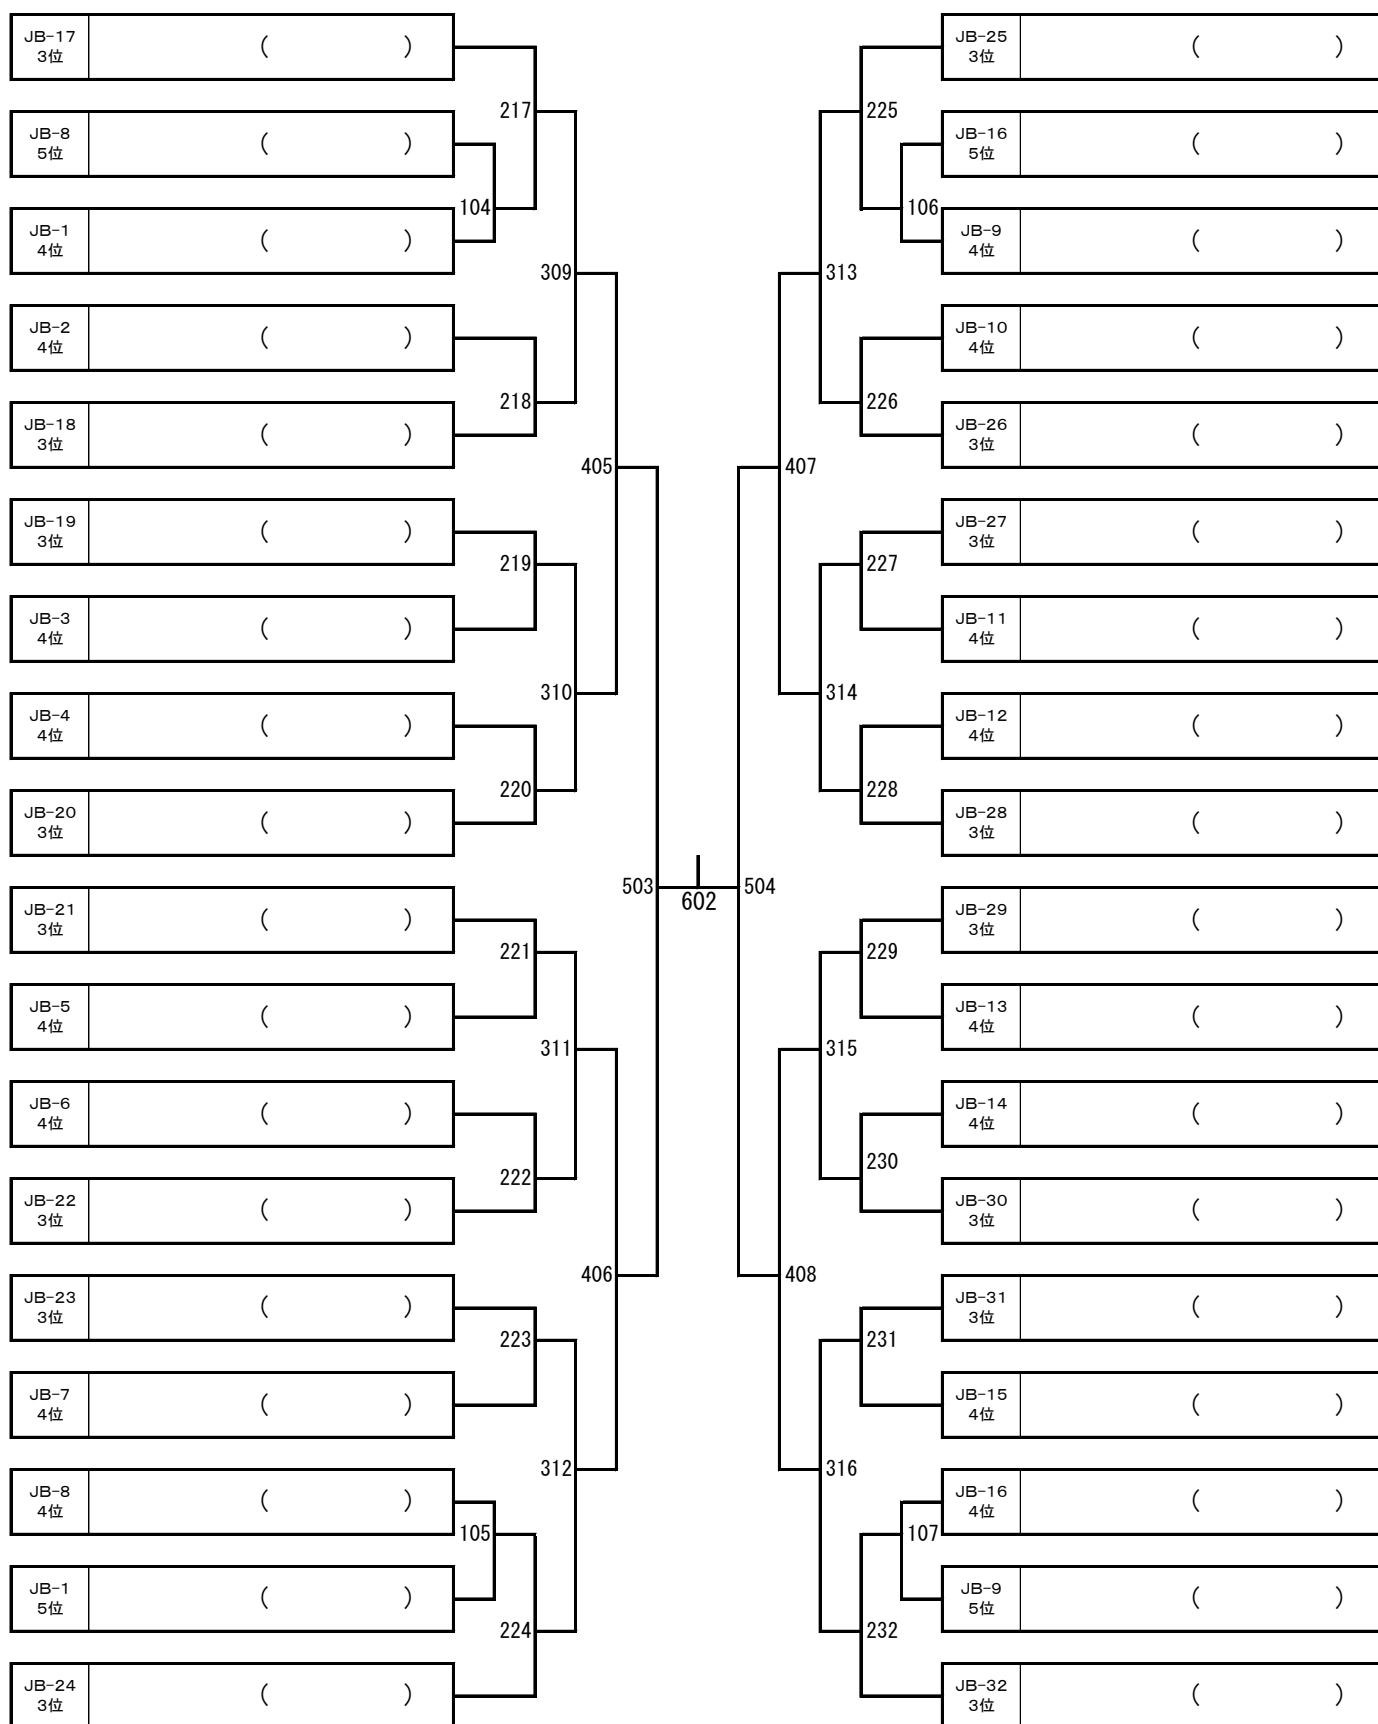 JB-17
3位
( )
JB-8
5位
( )
JB-1
4位
( )
JB-2
4位
( )
JB-18
3位
( )
JB-19
3位
( )
JB-3
4位
( )
JB-4
4位
( )
JB-20
3位
( )
JB-21
3位
( )
JB-5
4位
( )
JB-6
4位
( )
JB-22
3位
( )
JB-23
3位
( )
JB-7
4位
( )
JB-8
4位
( )
JB-1
5位
( )
JB-24
3位
( )
104
105
217
218
219
220
221
222
223
224
309
310
311
312
405
406
503
602
504
407
408
313
314
315
316
225
226
227
228
229
230
231
232
106
107
JB-25
3位
( )
JB-16
5位
( )
JB-9
4位
( )
JB-10
4位
( )
JB-26
3位
( )
JB-27
3位
( )
JB-11
4位
( )
JB-12
4位
( )
JB-28
3位
( )
JB-29
3位
( )
JB-13
4位
( )
JB-14
4位
( )
JB-30
3位
( )
JB-31
3位
( )
JB-15
4位
( )
JB-16
4位
( )
JB-9
5位
( )
JB-32
3位
( )